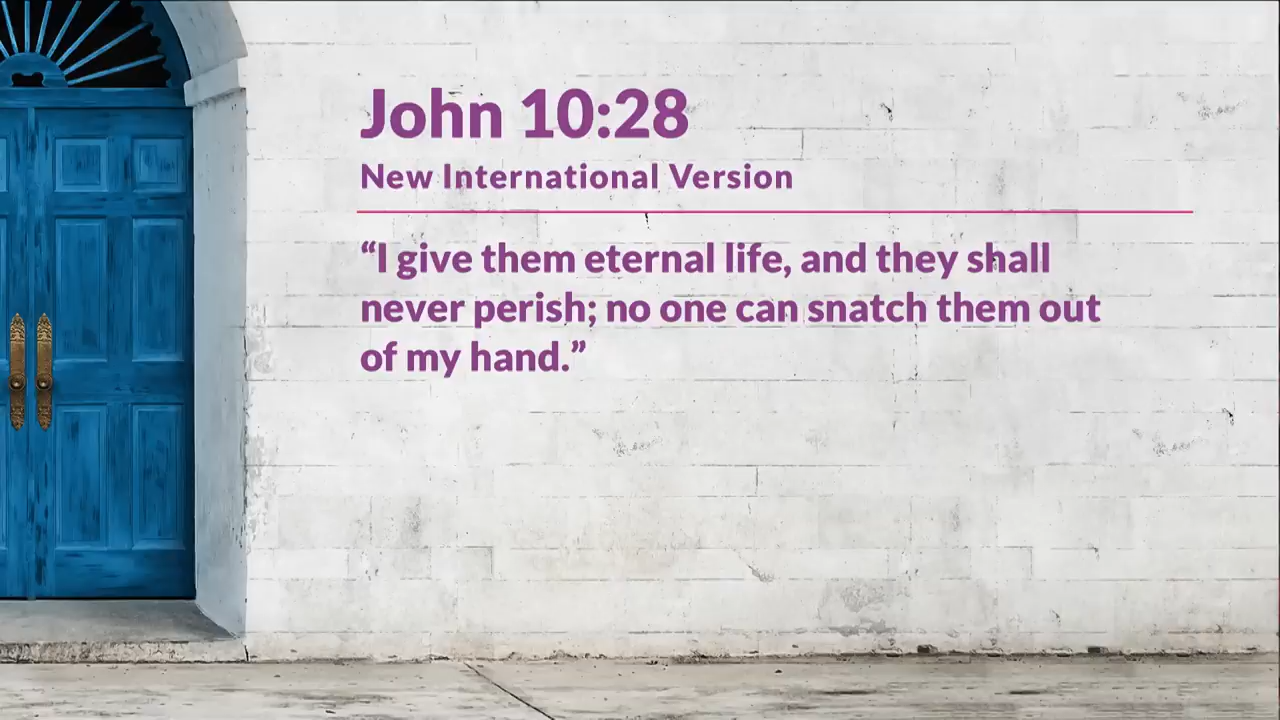 John 10:28
New International Version
“I give them eternal life, and they shall
never perish; no one can snatch them out
of my hand.”